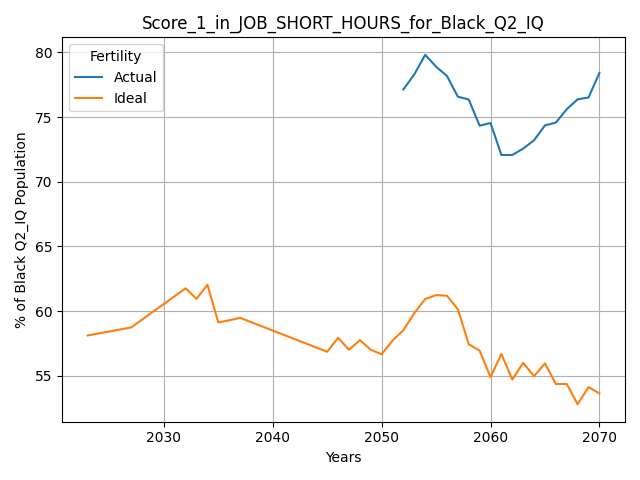 Score_1_in_JOB_SHORT_HOURS_for_Black_Q2_IQ
Fertility
Actual
Ideal
% of Black Q2_IQ Population
80
75
70
65
60
55
2030
2040
2050
2060
2070
Years